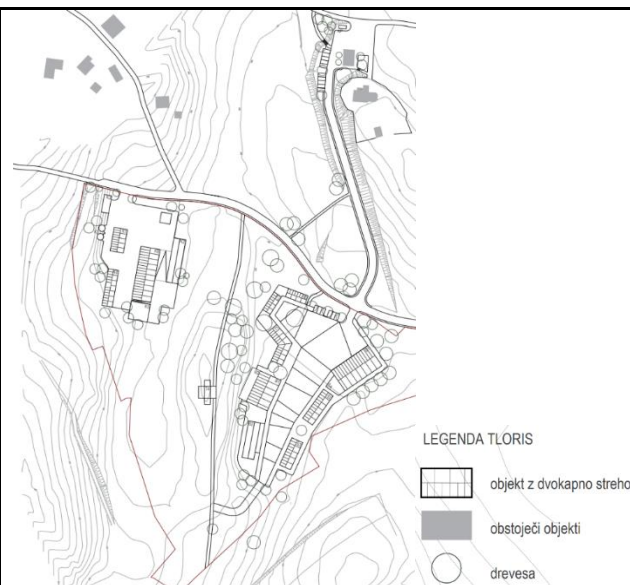 LEGENDA TLORIS
objekt z dvokapno streho
obstoječi objekti
drevesa